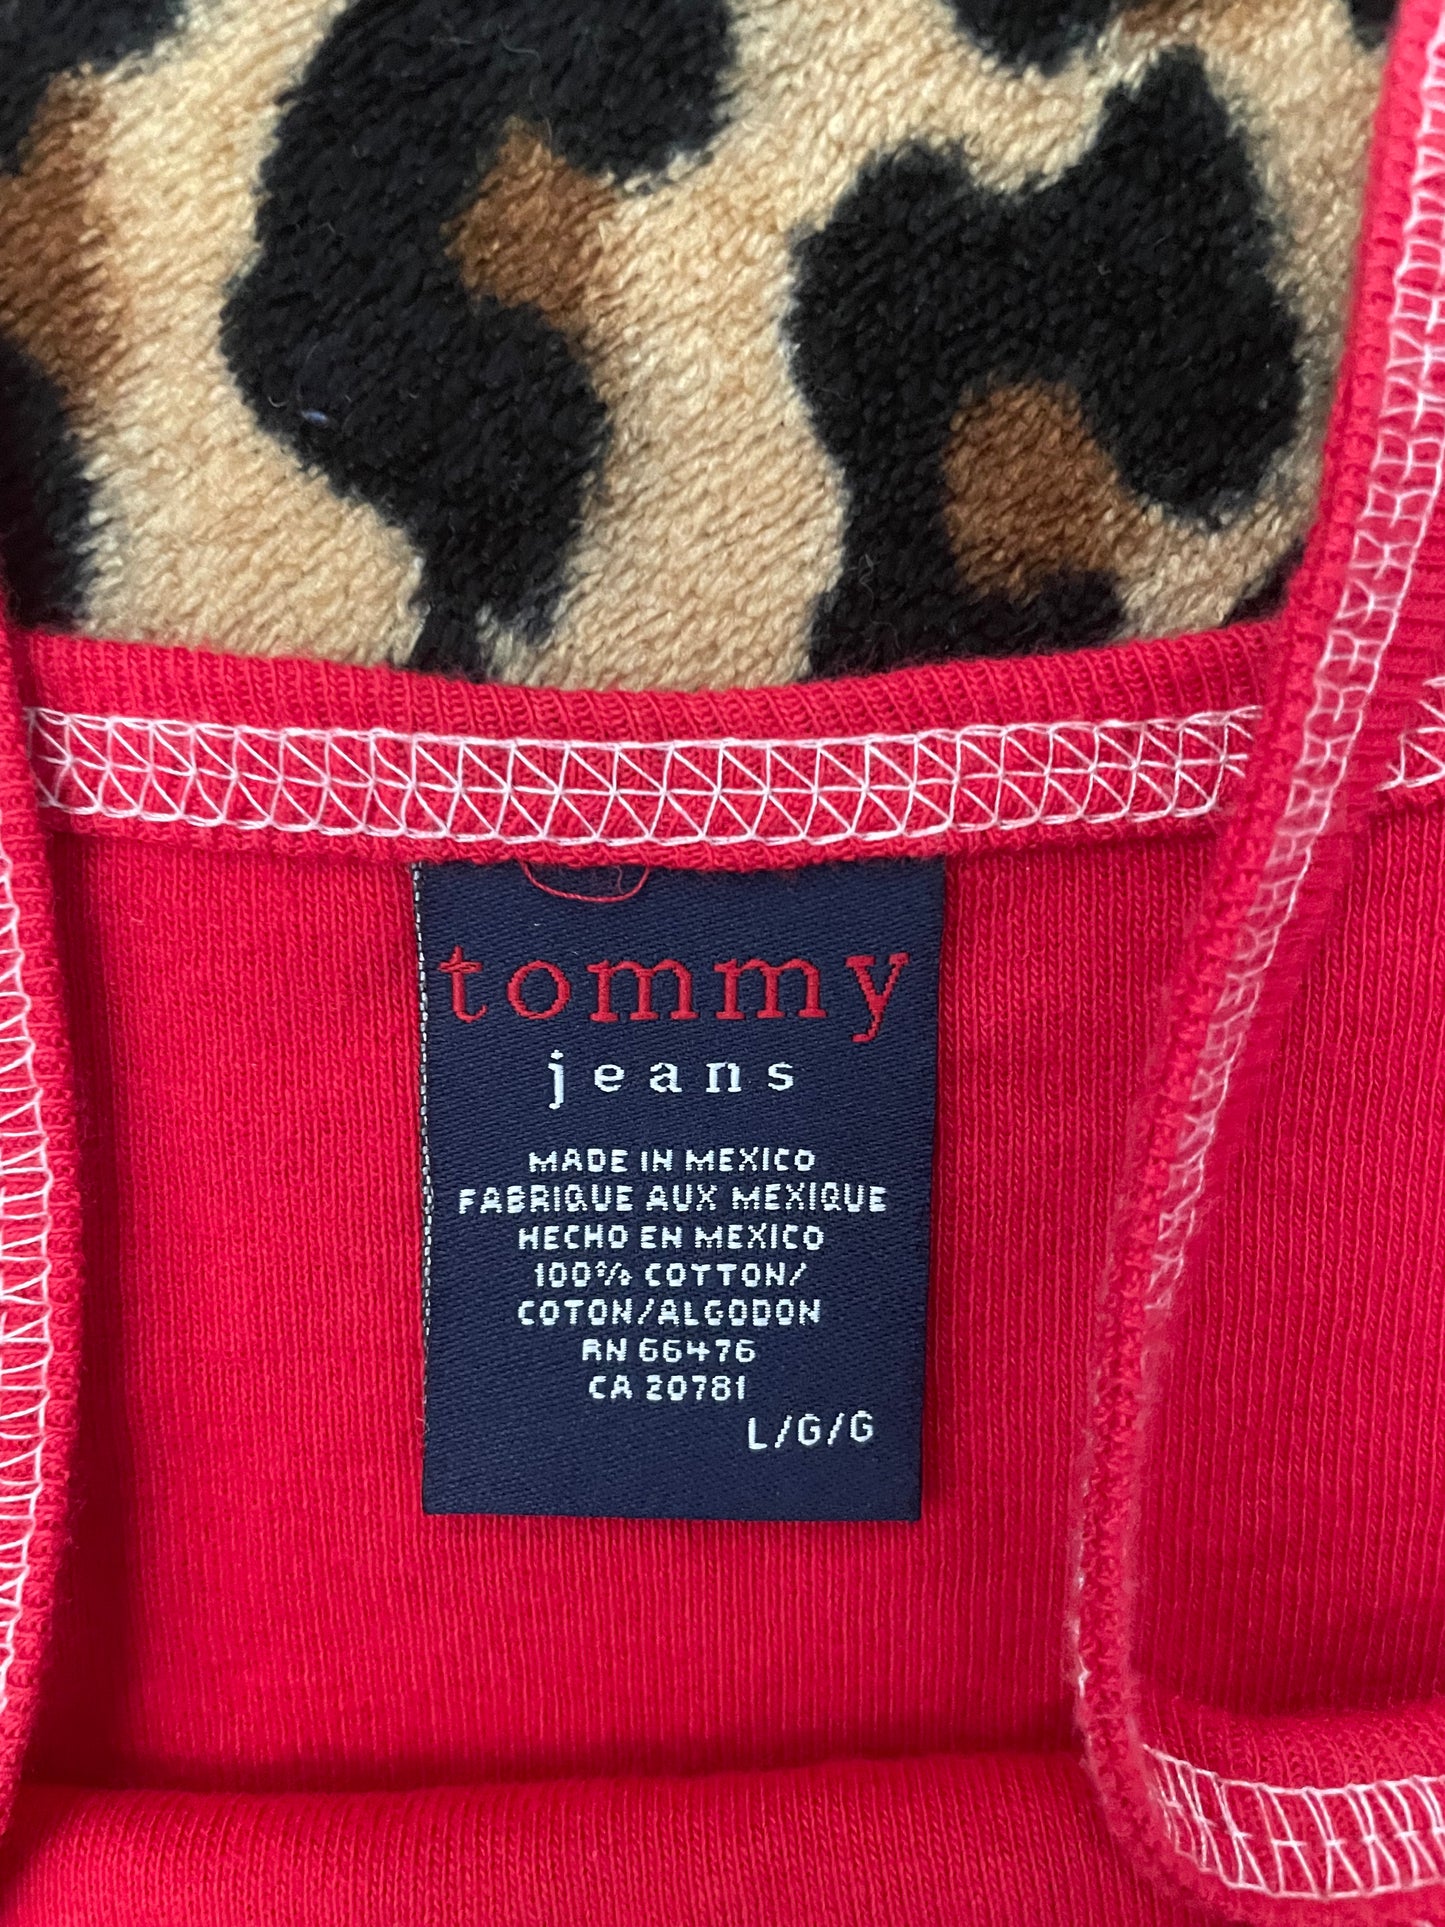 tommy
jeans
MADE IN MEXICO
FABRIQUE AUX MEXIQUE
HECHO EN MEXICO
100% COTTON/
COTON/ALGODON
RN 66476
CA 20781
L/G/G